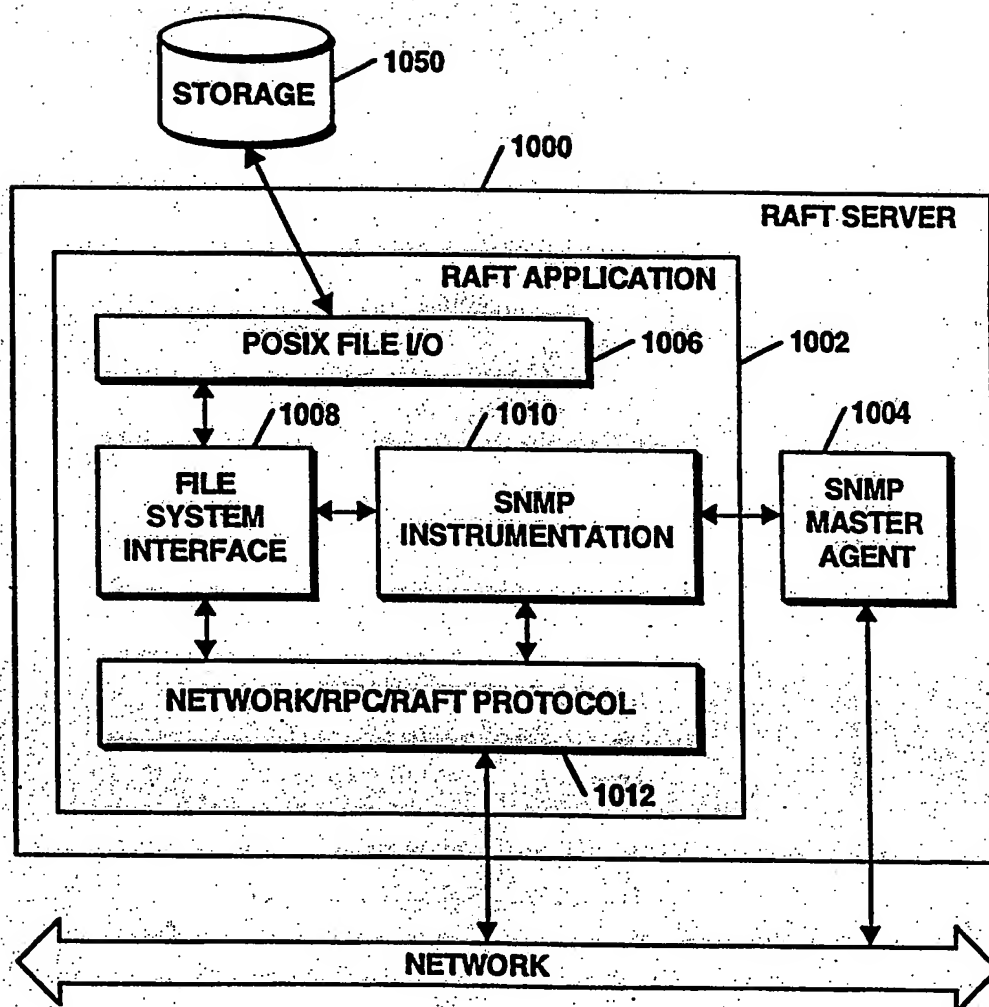 1050
STORAGE
1000
RAFT SERVER
RAFT APPLICATION
POSIX FILE I/O
1006
1002
1008
1010
1004
FILE
SYSTEM
INTERFACE
SNMP
INSTRUMENTATION
SNMP
MASTER
AGENT
NETWORK/RPC/RAFT PROTOCOL
1012
NETWORK